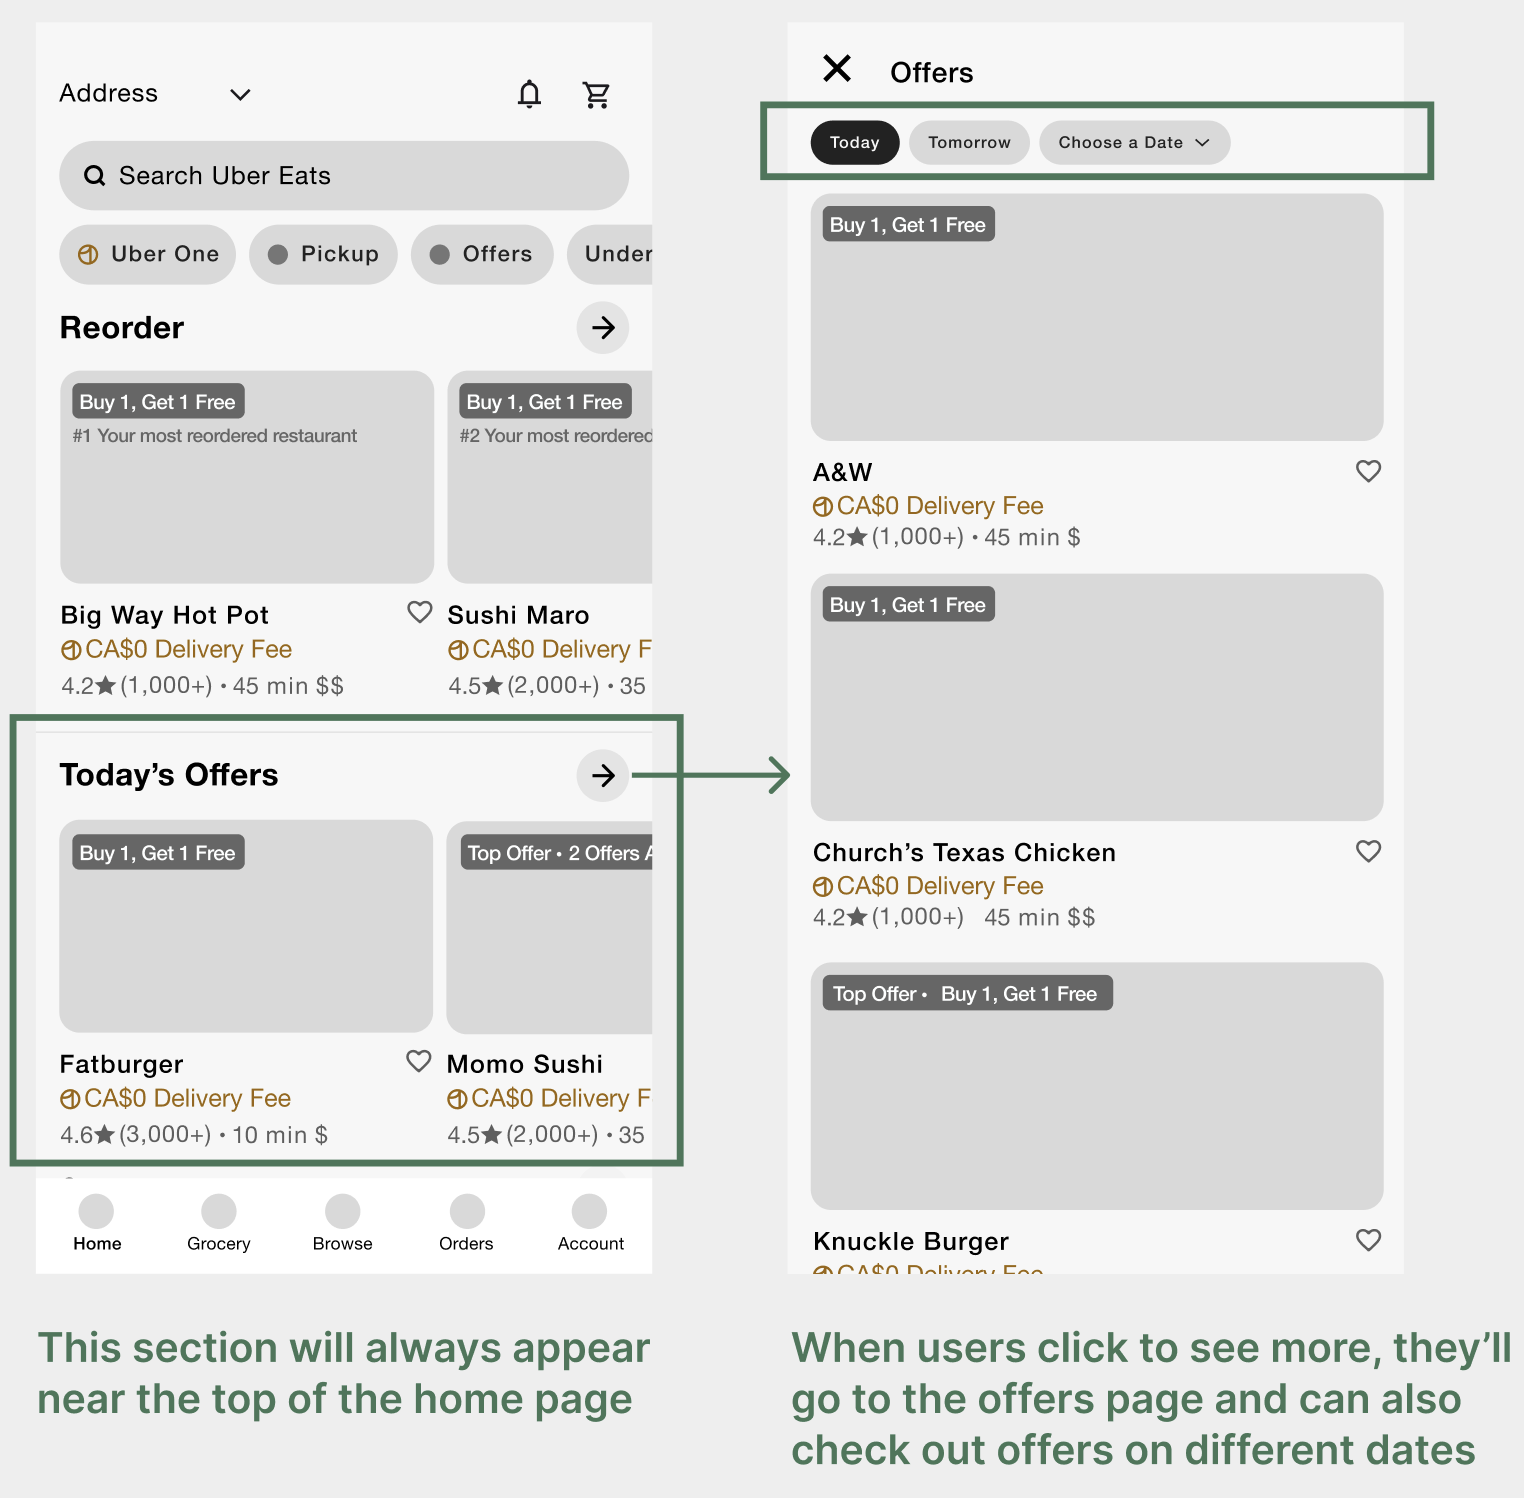 Address
Search Uber Eats
Uber One
Pickup
Offers
Under
Reorder
Buy 1, Get 1 Free
#1 Your most reordered restaurant
Buy 1, Get 1 Free
#2 Your most reordered
Big Way Hot Pot
CA$0 Delivery Fee
4.2★(1,000+) • 45 min $$
Sushi Maro
CA$0 Delivery F
4.5★(2,000+) • 35
Today’s Offers
Buy 1, Get 1 Free
Top Offer • 2 Offers A
Fatburger
CA$0 Delivery Fee
4.6★(3,000+) • 10 min $
Momo Sushi
CA$0 Delivery F
4.5★(2,000+) • 35
Home
Grocery
Browse
Orders
Account
This section will always appear
near the top of the home page
Offers
Today
Tomorrow
Choose a Date
Buy 1, Get 1 Free
A&W
CA$0 Delivery Fee
4.2★(1,000+) • 45 min $
Buy 1, Get 1 Free
Church’s Texas Chicken
CA$0 Delivery Fee
4.2★(1,000+) 45 min $$
Top Offer • Buy 1, Get 1 Free
Knuckle Burger
CA$0 Delivery Fee
When users click to see more, they’ll
go to the offers page and can also
check out offers on different dates